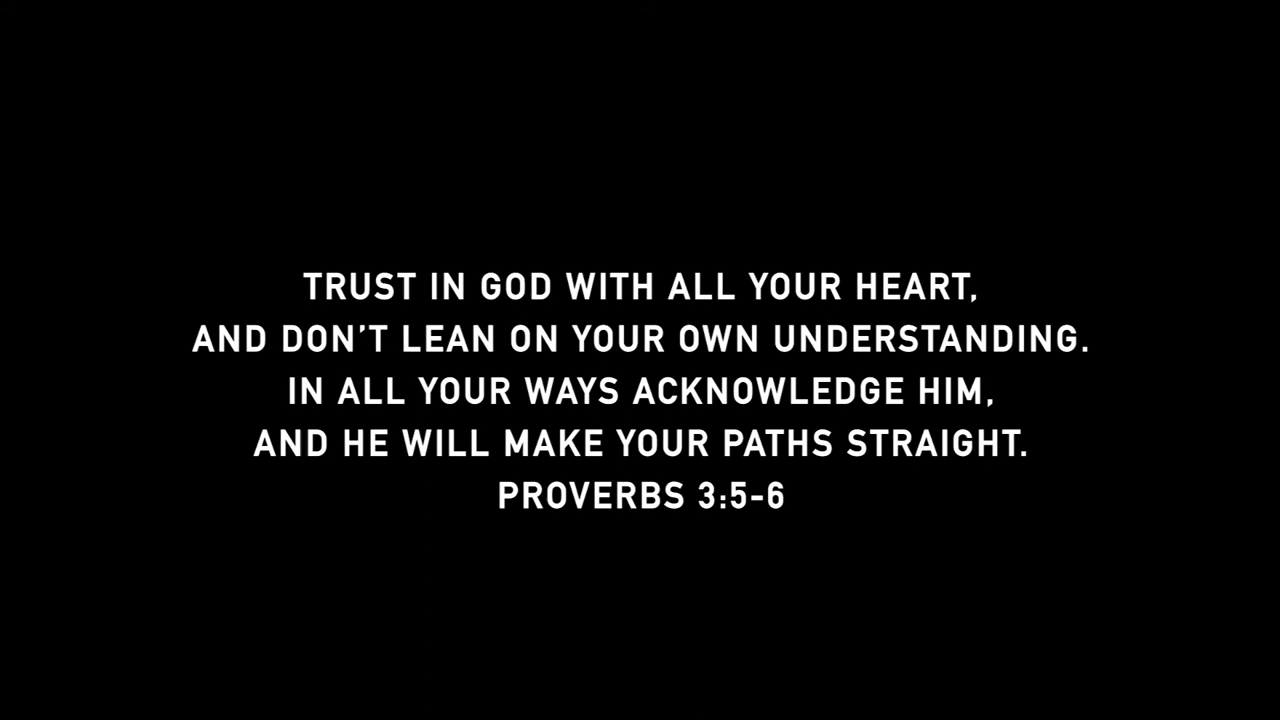 TRUST IN GOD WITH ALL YOUR HEART,
AND DON’T LEAN ON YOUR OWN UNDERSTANDING.
IN ALL YOUR WAYS ACKNOWLEDGE HIM,
AND HE WILL MAKE YOUR PATHS STRAIGHT.
PROVERBS 3:5-6